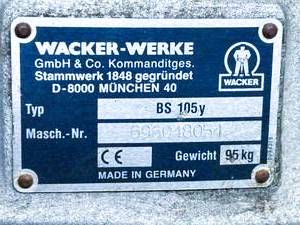 WACKER-WERKE
GmbH & Co. Kommanditges.
Stammwerk 1848 gegründet
D-8000 MÜNCHEN 40
WACKER
Typ BS 105y
Masch.-Nr.
CE Gewicht 95 kg
MADE IN GERMANY